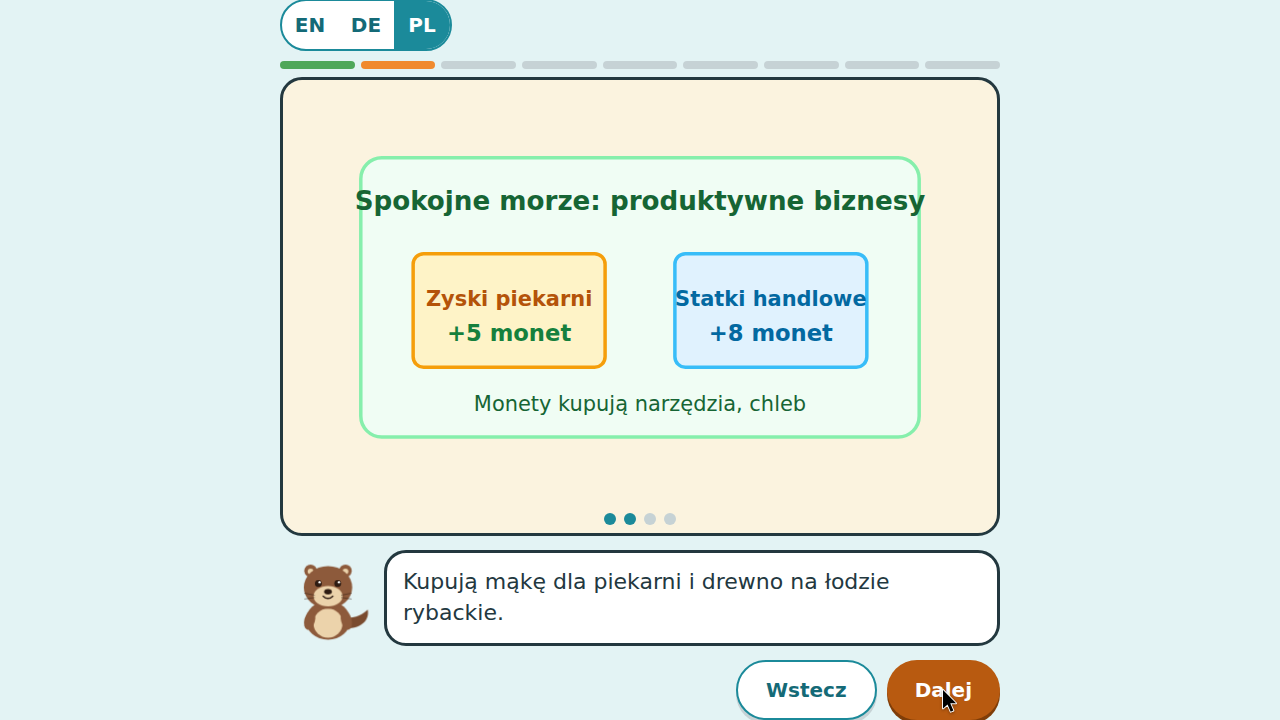 EN DE PL
Spokojne morze: produktywne biznesy
Zyski piekarni
+5 monet
Statki handlowe
+8 monet
Monety kupują narzędzia, chleb
Kupują mąkę dla piekarni i drewno na łodzie
rybackie.
Wstecz
Dalej